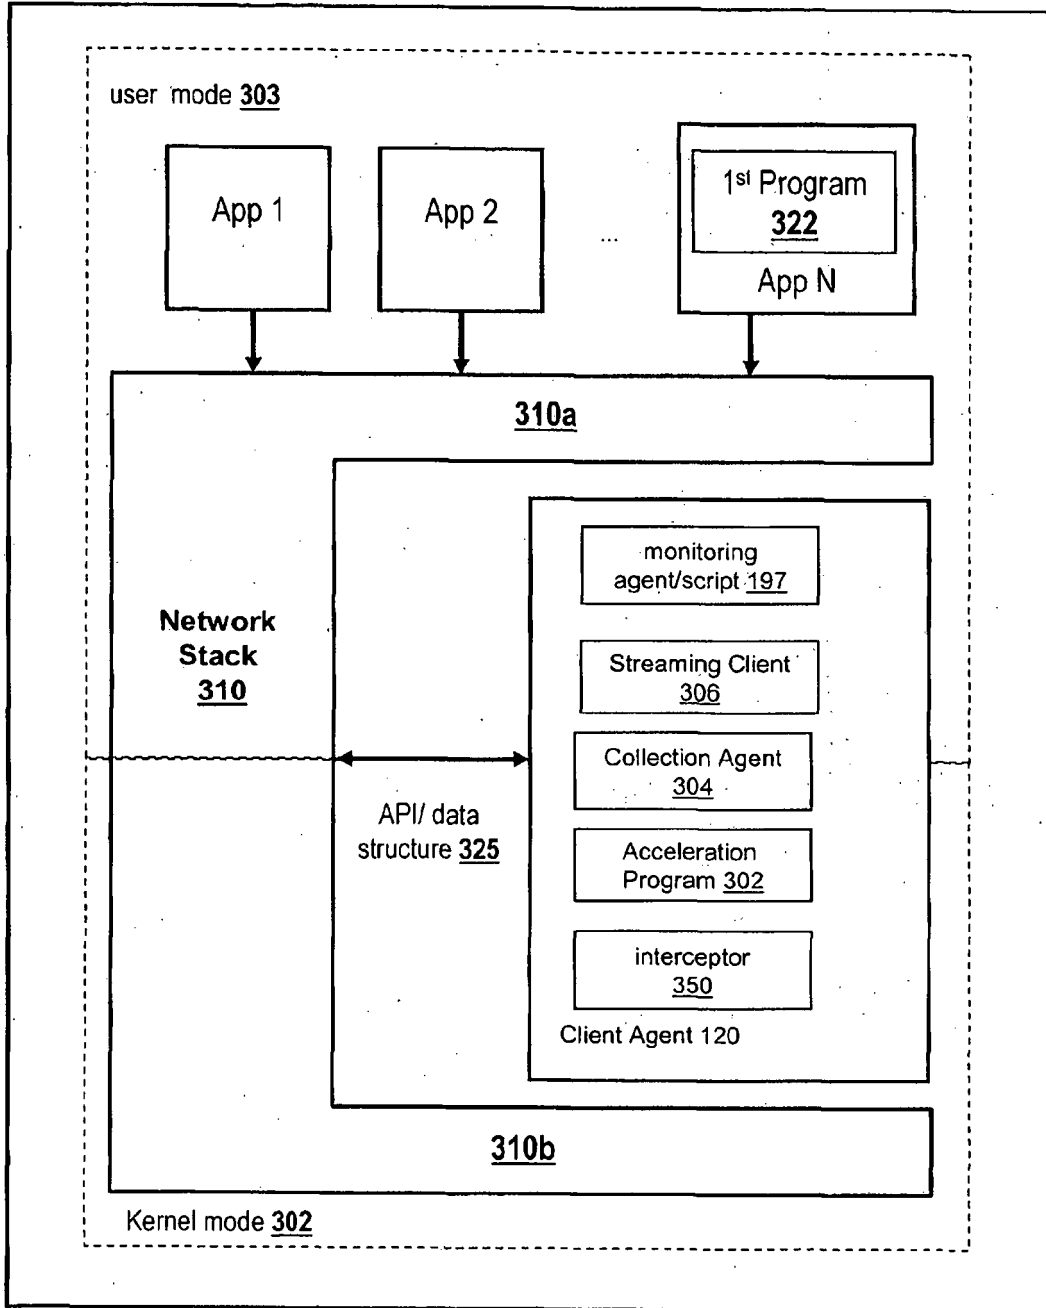 user mode 303
App 1
App 2
...
1st Program
322
App N
310a
Network
Stack
310
monitoring
agent/script 197
Streaming Client
306
Collection Agent
304
API/ data
structure 325
Acceleration
Program 302
interceptor
350
Client Agent 120
310b
Kernel mode 302